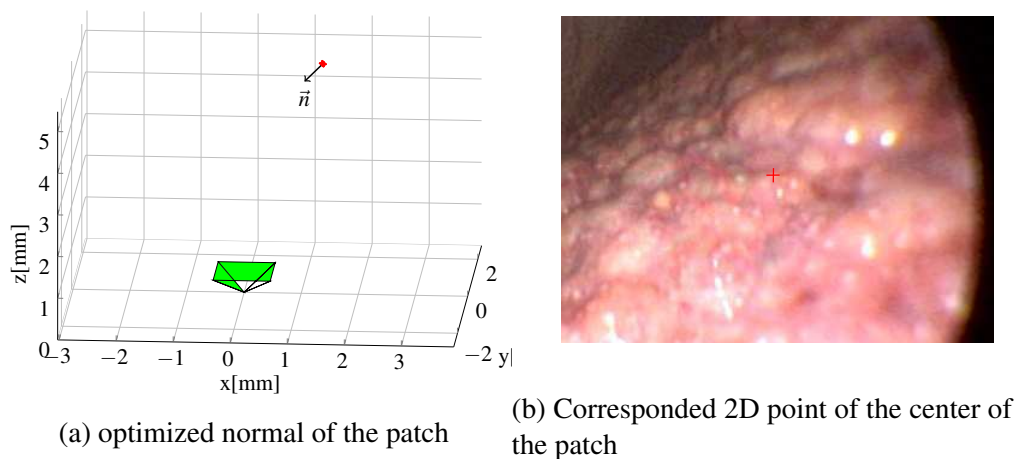 n⃗
5
4
3
2
1
0
z[mm]
−3 −2 −1 0 1 2 3
x[mm]
2
0
−2
y[
(a) optimized normal of the patch
(b) Corresponded 2D point of the center of
the patch